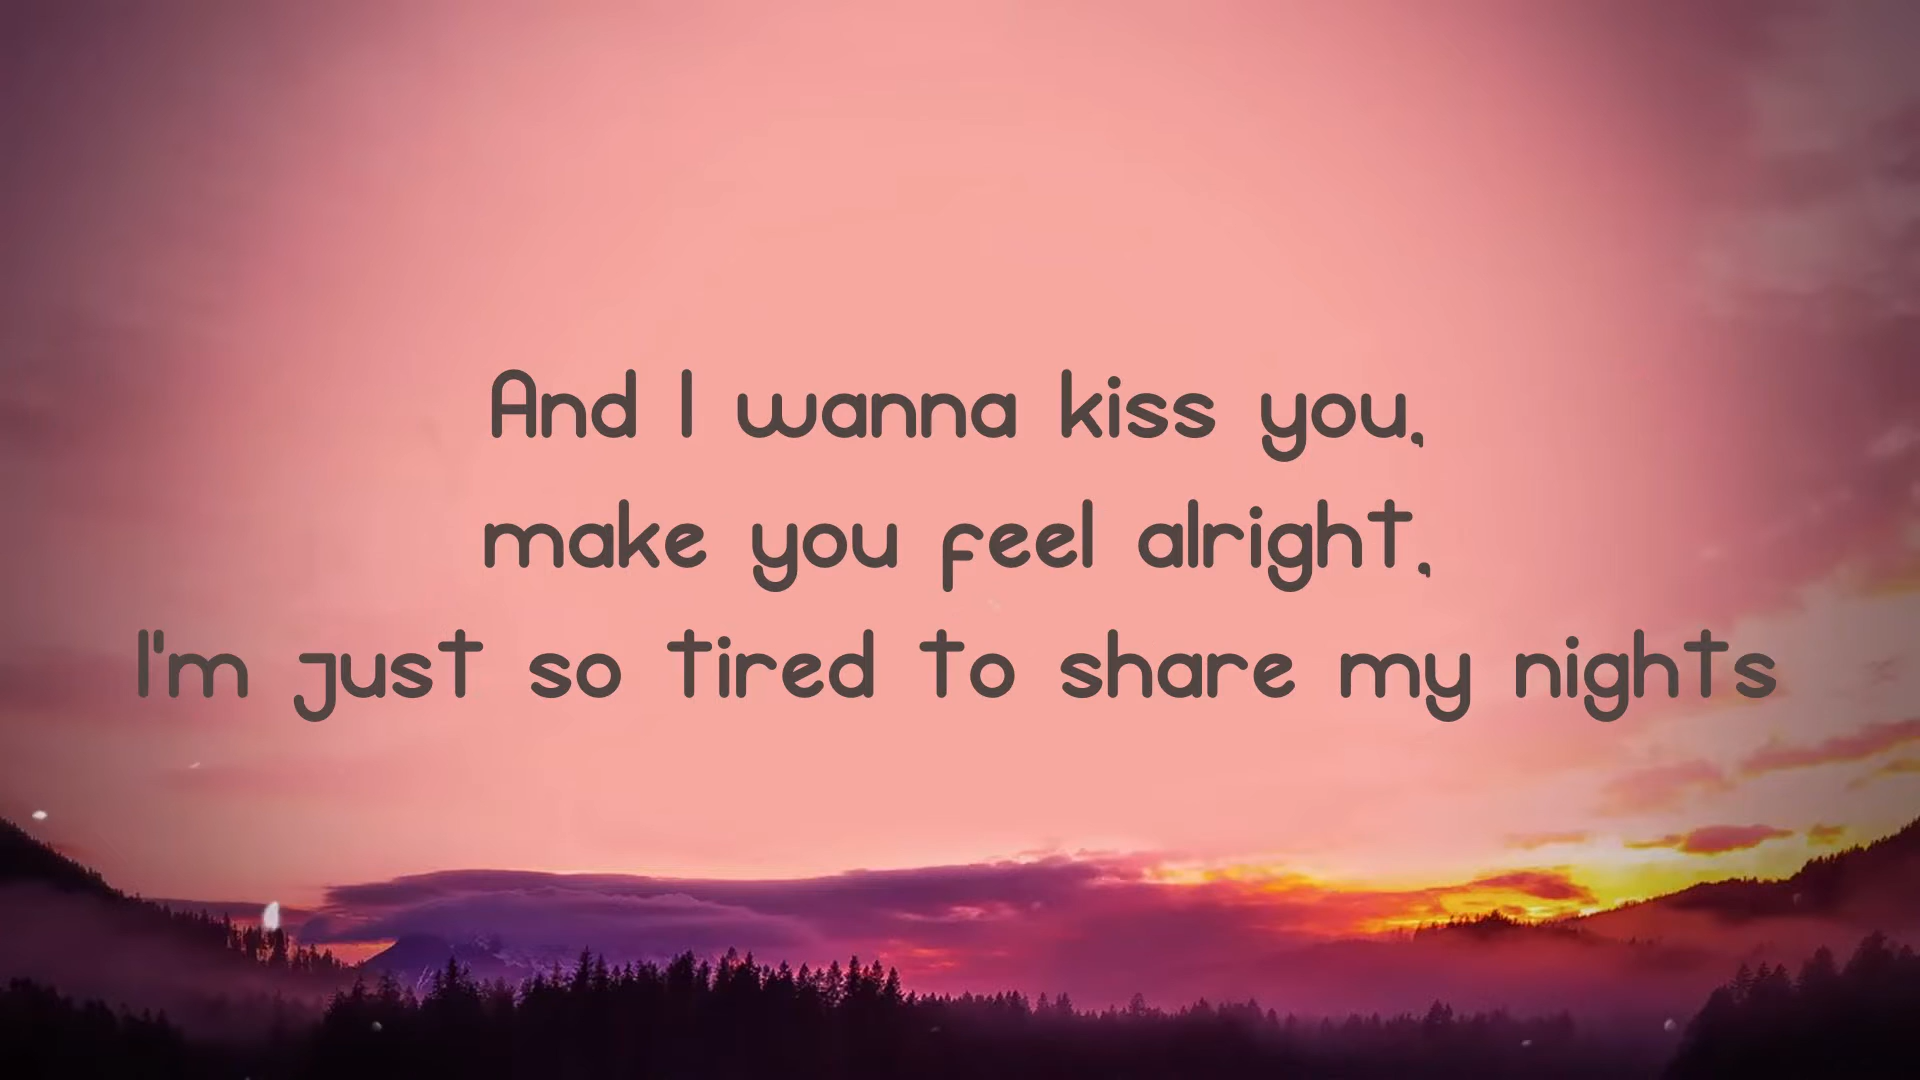 And I wanna kiss you,
make you feel alright,
I'm just so tired to share my nights